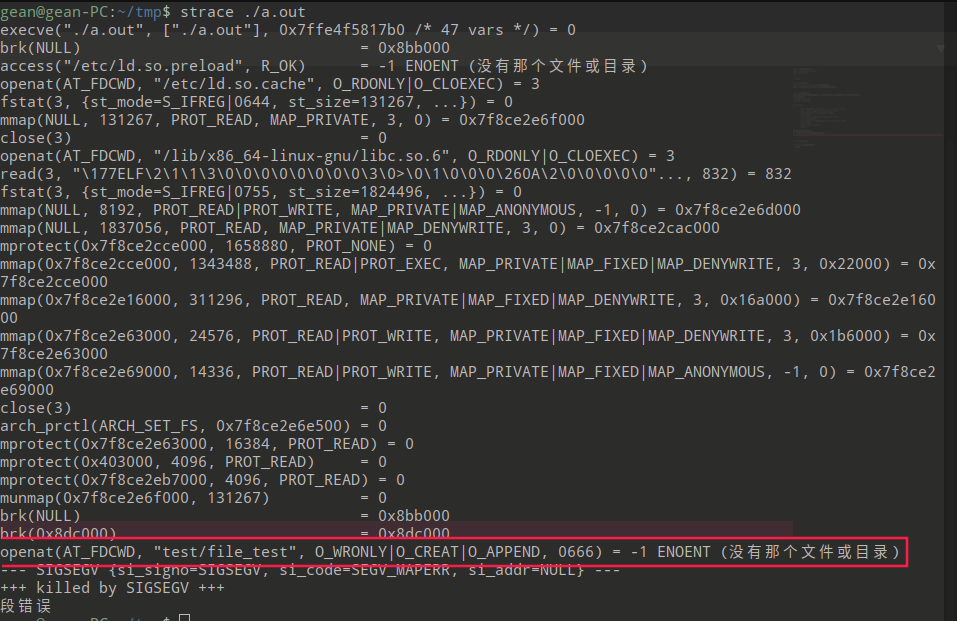 gean@gean-PC:~/tmp$ strace ./a.out
execve("./a.out", ["./a.out"], 0x7ffe4f5817b0 /* 47 vars */) = 0
brk(NULL)                               = 0x8bb000
access("/etc/ld.so.preload", R_OK)      = -1 ENOENT (没有那个文件或目录)
openat(AT_FDCWD, "/etc/ld.so.cache", O_RDONLY|O_CLOEXEC) = 3
fstat(3, {st_mode=S_IFREG|0644, st_size=131267, ...}) = 0
mmap(NULL, 131267, PROT_READ, MAP_PRIVATE, 3, 0) = 0x7f8ce2e6f000
close(3)                                = 0
openat(AT_FDCWD, "/lib/x86_64-linux-gnu/libc.so.6", O_RDONLY|O_CLOEXEC) = 3
read(3, "\177ELF\2\1\1\3\0\0\0\0\0\0\0\0\3\0>\0\1\0\0\0\260A\2\0\0\0\0\0"..., 832) = 832
fstat(3, {st_mode=S_IFREG|0755, st_size=1824496, ...}) = 0
mmap(NULL, 8192, PROT_READ|PROT_WRITE, MAP_PRIVATE|MAP_ANONYMOUS, -1, 0) = 0x7f8ce2e6d000
mmap(NULL, 1837056, PROT_READ, MAP_PRIVATE|MAP_DENYWRITE, 3, 0) = 0x7f8ce2cac000
mprotect(0x7f8ce2cce000, 1658880, PROT_NONE) = 0
mmap(0x7f8ce2cce000, 1343488, PROT_READ|PROT_EXEC, MAP_PRIVATE|MAP_FIXED|MAP_DENYWRITE, 3, 0x22000) = 0x
7f8ce2cce000
mmap(0x7f8ce2e16000, 311296, PROT_READ, MAP_PRIVATE|MAP_FIXED|MAP_DENYWRITE, 3, 0x16a000) = 0x7f8ce2e160
00
mmap(0x7f8ce2e63000, 24576, PROT_READ|PROT_WRITE, MAP_PRIVATE|MAP_FIXED|MAP_DENYWRITE, 3, 0x1b6000) = 0x
7f8ce2e63000
mmap(0x7f8ce2e69000, 14336, PROT_READ|PROT_WRITE, MAP_PRIVATE|MAP_FIXED|MAP_ANONYMOUS, -1, 0) = 0x7f8ce2
e69000
close(3)                                = 0
arch_prctl(ARCH_SET_FS, 0x7f8ce2e6e500) = 0
mprotect(0x7f8ce2e63000, 16384, PROT_READ) = 0
mprotect(0x403000, 4096, PROT_READ)     = 0
mprotect(0x7f8ce2eb7000, 4096, PROT_READ) = 0
munmap(0x7f8ce2e6f000, 131267)          = 0
brk(NULL)                               = 0x8bb000
brk(0x8dc000)                           = 0x8dc000
openat(AT_FDCWD, "test/file_test", O_WRONLY|O_CREAT|O_APPEND, 0666) = -1 ENOENT (没有那个文件或目录)
--- SIGSEGV {si_signo=SIGSEGV, si_code=SEGV_MAPERR, si_addr=NULL} ---
+++ killed by SIGSEGV +++
段错误
gean@gean-PC:~/tmp$